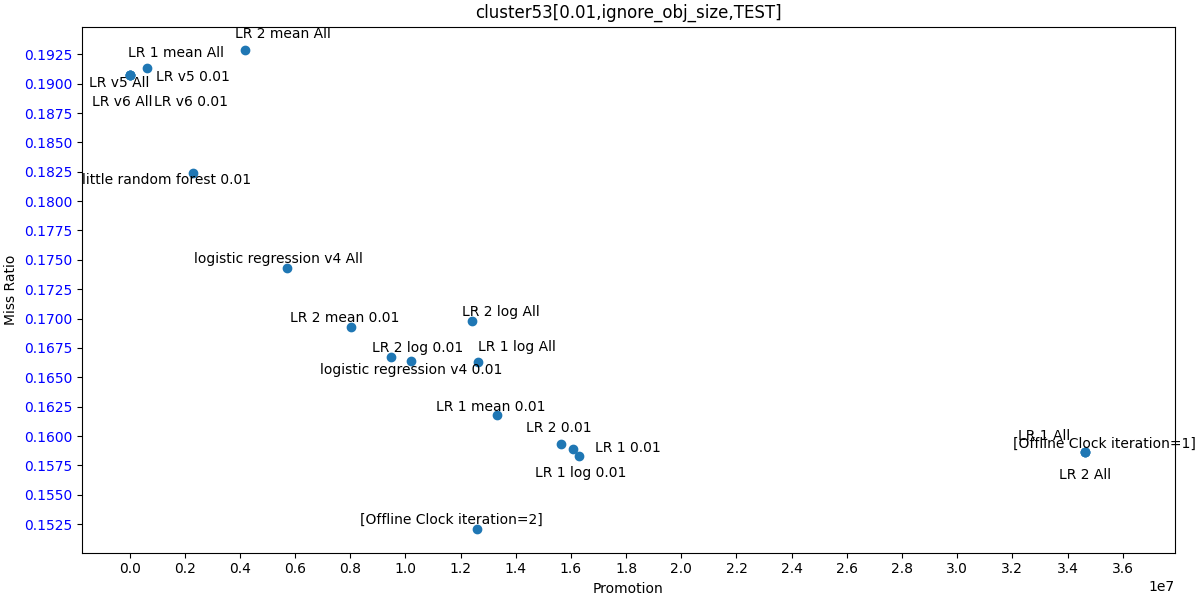 cluster53[0.01,ignore_obj_size,TEST]
LR 2 mean All
LR 1 mean All
LR v5 All
LR v5 0.01
LR v6 All
LR v6 0.01
little random forest 0.01
logistic regression v4 All
LR 2 mean 0.01
LR 2 log All
LR 2 log 0.01
LR 1 log All
logistic regression v4 0.01
LR 1 mean 0.01
LR 2 0.01
LR 1 0.01
LR 1 log 0.01
LR 1 All
[Offline Clock iteration=1]
LR 2 All
[Offline Clock iteration=2]
Miss Ratio
0.1925
0.1900
0.1875
0.1850
0.1825
0.1800
0.1775
0.1750
0.1725
0.1700
0.1675
0.1650
0.1625
0.1600
0.1575
0.1550
0.1525
0.0 0.2 0.4 0.6 0.8 1.0 1.2 1.4 1.6 1.8 2.0 2.2 2.4 2.6 2.8 3.0 3.2 3.4 3.6
1e7
Promotion